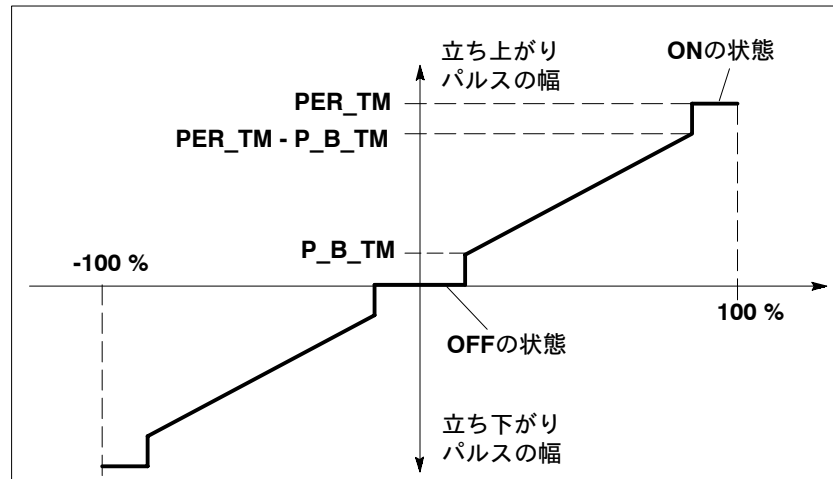 立ち上がり
パルスの幅
ONの状態
PER_TM
PER_TM - P_B_TM
P_B_TM
-100 %
100 %
OFFの状態
立ち下がり
パルスの幅